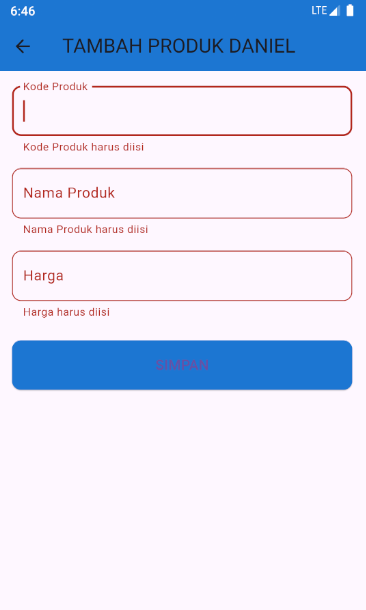 6:46
LTE
TAMBAH PRODUK DANIEL
Kode Produk
Kode Produk harus diisi
Nama Produk
Nama Produk harus diisi
Harga
Harga harus diisi
SIMPAN